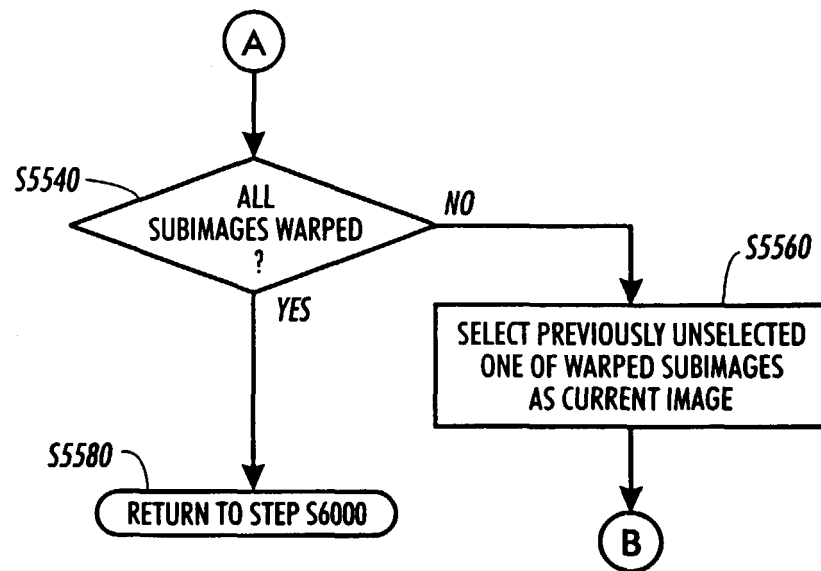 A
S5540
ALL
SUBIMAGES WARPED
?
NO
YES
S5560
SELECT PREVIOUSLY UNSELECTED
ONE OF WARPED SUBIMAGES
AS CURRENT IMAGE
S5580
RETURN TO STEP S6000
B